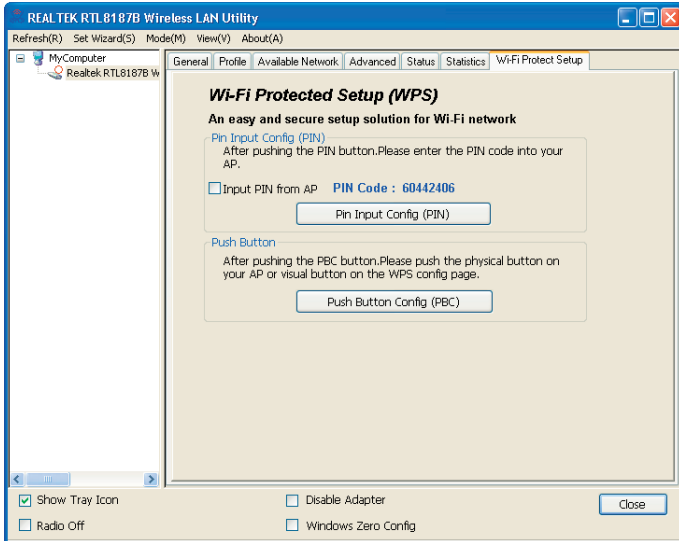 REALTEK RTL8187B Wireless LAN Utility
Refresh(R) Set Wizard(S) Mode(M) View(V) About(A)
MyComputer
Realtek RTL8187B W
General Profile Available Network Advanced Status Statistics Wi-Fi Protect Setup
Wi-Fi Protected Setup (WPS)
An easy and secure setup solution for Wi-Fi network
Pin Input Config (PIN)
After pushing the PIN button.Please enter the PIN code into your
AP.
Input PIN from AP PIN Code : 60442406
Pin Input Config (PIN)
Push Button
After pushing the PBC button.Please push the physical button on
your AP or visual button on the WPS config page.
Push Button Config (PBC)
Show Tray Icon Disable Adapter Close
Radio Off Windows Zero Config